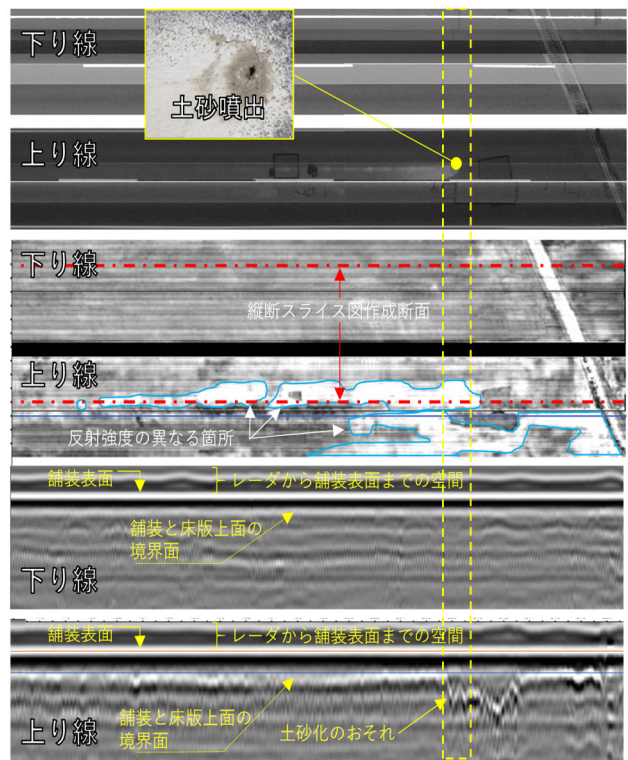 下り線
土砂噴出
上り線
下り線
縦断スライス図作成断面
上り線
反射強度の異なる箇所
舗装表面
レーダから舗装表面までの空間
舗装と床版上面の
境界面
下り線
舗装表面
レーダから舗装表面までの空間
舗装と床版上面の
境界面
土砂化のおそれ
上り線